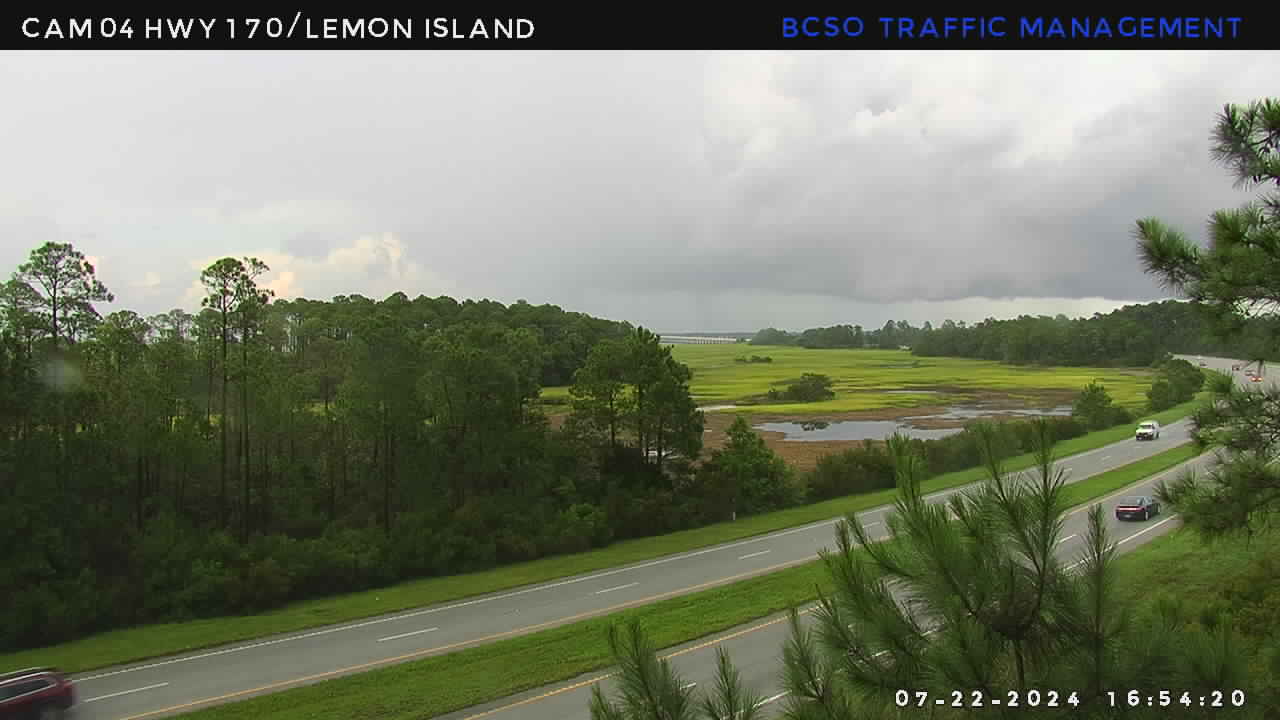 CAM04 HWY170/LEMON ISLAND
BCSO TRAFFIC MANAGEMENT
07-22-2024 16:54:20